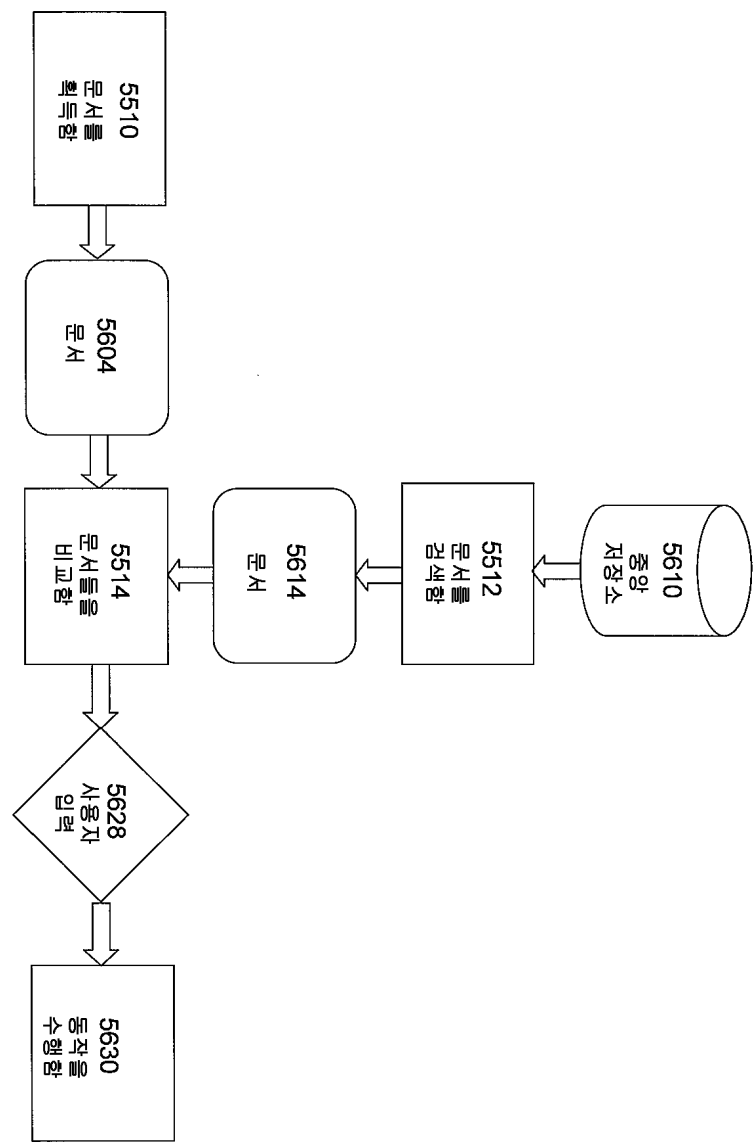 5510
문서를
획득함
5604
문서
5610
중앙
저장소
5512
문서를
검색함
5614
문서
5514
문서들을
비교함
5628
사용자
입력
5630
동작을
수행함